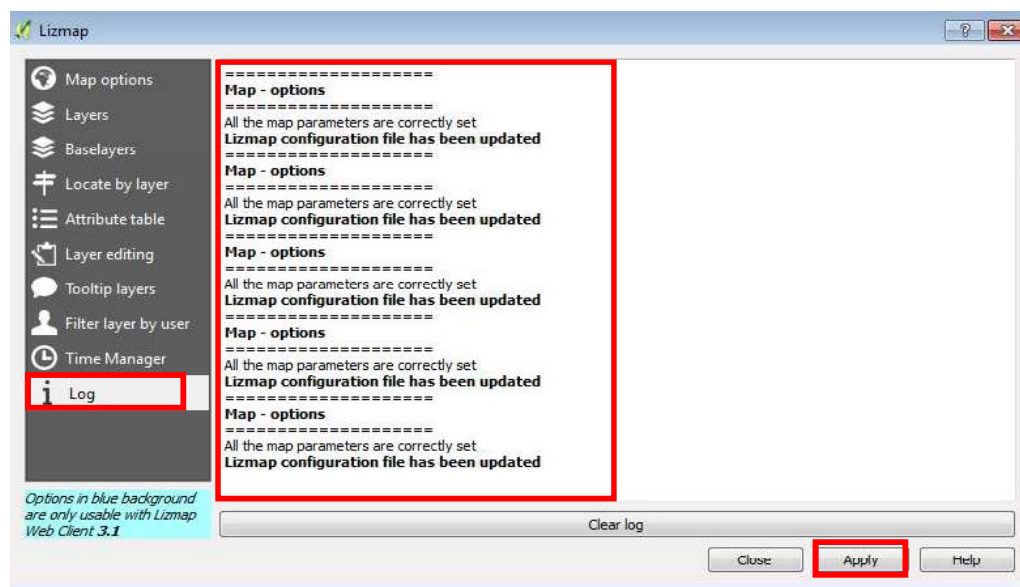 Lizmap
Map options
Layers
Baselayers
Locate by layer
Attribute table
Layer editing
Tooltip layers
Filter layer by user
Time Manager
Log
Options in blue background
are only usable with Lizmap
Web Client 3.1
====================
Map - options
====================
All the map parameters are correctly set
Lizmap configuration file has been updated
====================
Map - options
====================
All the map parameters are correctly set
Lizmap configuration file has been updated
====================
Map - options
====================
All the map parameters are correctly set
Lizmap configuration file has been updated
====================
Map - options
====================
All the map parameters are correctly set
Lizmap configuration file has been updated
====================
Map - options
====================
All the map parameters are correctly set
Lizmap configuration file has been updated
Clear log
Close
Apply
Help